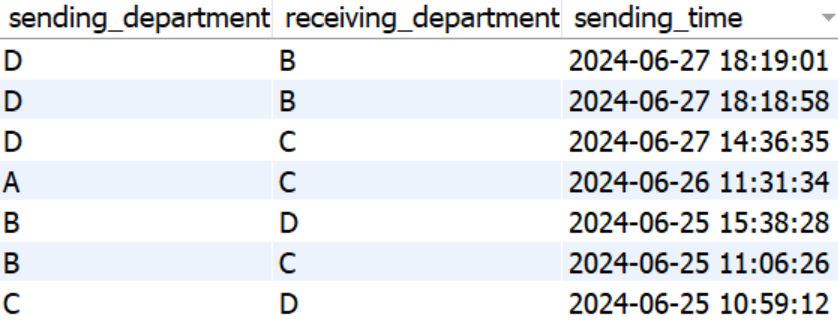 sending_department receiving_department sending_time
D B 2024-06-27 18:19:01
D B 2024-06-27 18:18:58
D C 2024-06-27 14:36:35
A C 2024-06-26 11:31:34
B D 2024-06-25 15:38:28
B C 2024-06-25 11:06:26
C D 2024-06-25 10:59:12